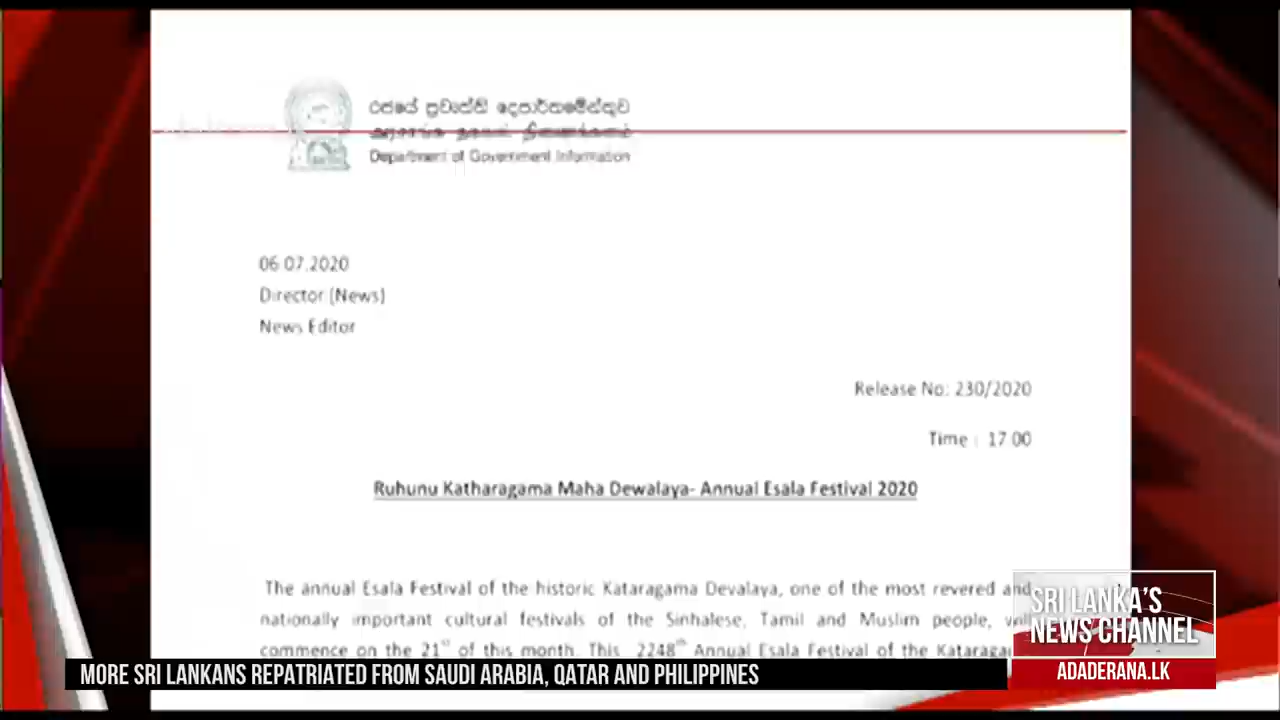 රජයේ ප්‍රවෘත්ති දෙපාර්තමේන්තුව
Department of Government Information
06.07.2020
Director (News)
News Editor
Release No: 230/2020
Time : 17.00
Ruhunu Katharagama Maha Dewalaya- Annual Esala Festival 2020
The annual Esala Festival of the historic Kataragama Devalaya, one of the most revered and
nationally important cultural festivals of the Sinhalese, Tamil and Muslim people,
commence on the 21st of this month. This 2248th Annual Esala Festival of the
SRI LANKA'S
NEWS CHANNEL
ADADERANA.LK
MORE SRI LANKANS REPATRIATED FROM SAUDI ARABIA, QATAR AND PHILIPPINES